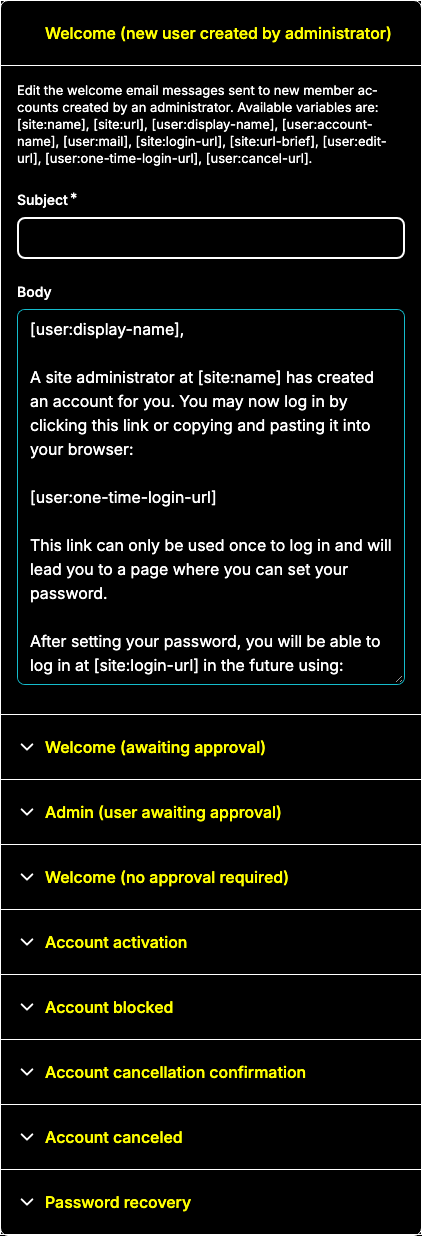 Welcome (new user created by administrator)
Edit the welcome email messages sent to new member ac-
counts created by an administrator. Available variables are:
[site:name], [site:url], [user:display-name], [user:account-
name], [user:mail], [site:login-url], [site:url-brief], [user:edit-
url], [user:one-time-login-url], [user:cancel-url].
Subject*
Body
[user:display-name],
A site administrator at [site:name] has created
an account for you. You may now log in by
clicking this link or copying and pasting it into
your browser:
[user:one-time-login-url]
This link can only be used once to log in and will
lead you to a page where you can set your
password.
After setting your password, you will be able to
log in at [site:login-url] in the future using:
Welcome (awaiting approval)
Admin (user awaiting approval)
Welcome (no approval required)
Account activation
Account blocked
Account cancellation confirmation
Account canceled
Password recovery